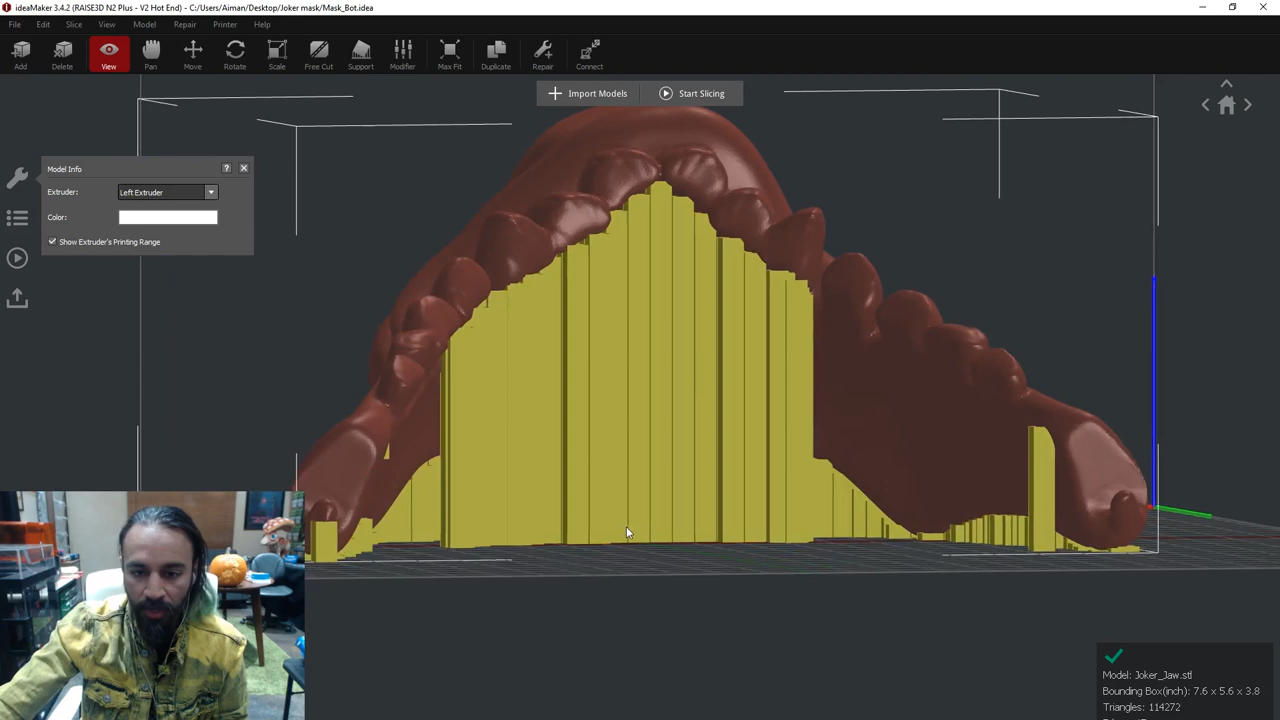 ideaMaker 3.4.2 (RAISE3D N2 Plus - V2 Hot End) - C:/Users/Aiman/Desktop/Joker mask/Mask_Bot.idea
File Edit Slice View Model Repair Printer Help
Add Delete View Pan Move Rotate Scale Free Cut Support Modifier Max Fit Duplicate Repair Connect
Import Models Start Slicing
Model Info ?
Extruder: Left Extruder
Color:
Show Extruder's Printing Range
Model: Joker_Jaw.stl
Bounding Box(inch): 7.6 x 5.6 x 3.8
Triangles: 114272